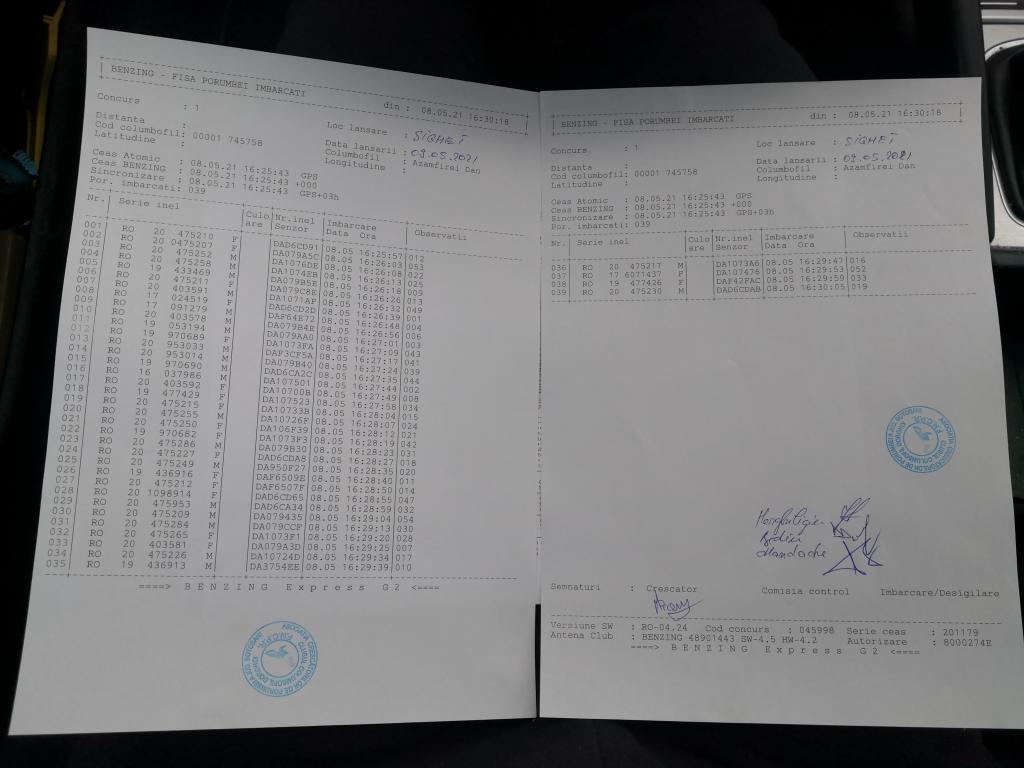 BENZING - FISA PORUMBEI IMBARCATI din : 08.05.21 16:30:18
Concurs : 1
Loc lansare : SIGHET
Distanta :
Cod columbofil: 00001 745758
Data lansarii : 09.05.2021
Latitudine :
Columbofil : Azamfirei Dan
Longitudine :
Ceas Atomic : 08.05.21 16:25:43 GPS
Ceas BENZING : 08.05.21 16:25:43 +000
Sincronizare : 08.05.21 16:25:43 GPS+03h
Por. imbarcati: 039
Nr. Serie inel Culo Nr.inel Imbarcare Observatii
are Senzor Data Ora
001 RO 20 475210 F DAD6CD91 08.05 16:25:57 012
002 RO 20 0475207 F DA079A5C 08.05 16:26:03 053
003 RO 20 475252 M DA1076DE 08.05 16:26:08 022
004 RO 20 475258 M DA1074EB 08.05 16:26:13 025
005 RO 19 433469 M DA079B5E 08.05 16:26:18 009
006 RO 20 475211 F DA079C8E 08.05 16:26:26 013
007 RO 20 403591 M DA1071AF 08.05 16:26:32 049
008 RO 17 024519 F DAD6CD2D 08.05 16:26:39 001
009 RO 17 091279 M DAF64E72 08.05 16:26:48 004
010 RO 20 403578 M DA079B4E 08.05 16:26:56 006
011 RO 19 053194 M DA079AA0 08.05 16:27:01 003
012 RO 19 970689 F DA1073FA 08.05 16:27:09 043
013 RO 20 953033 M DAF3CF5A 08.05 16:27:17 041
014 RO 20 953014 M DA079B40 08.05 16:27:24 039
015 RO 19 970690 M DAD6CA2C 08.05 16:27:35 044
016 RO 16 037986 M DA107501 08.05 16:27:44 002
017 RO 20 403592 F DA10700B 08.05 16:27:49 008
018 RO 19 477429 F DA107523 08.05 16:27:58 034
019 RO 20 475215 F DA10733B 08.05 16:28:04 015
020 RO 20 475255 M DA10726F 08.05 16:28:07 024
021 RO 20 475250 F DA106F39 08.05 16:28:12 021
022 RO 19 970682 F DA1073F3 08.05 16:28:19 042
023 RO 20 475286 M DA079B30 08.05 16:28:23 031
024 RO 20 475227 F DAD6CDA8 08.05 16:28:27 018
025 RO 20 475249 M DA950F27 08.05 16:28:35 020
026 RO 19 436916 F 08.05 16:28:40 011
027 RO 20 475212 F DAF6507F 08.05 16:28:50 014
028 RO 20 1098914 F DAD6CD65 08.05 16:28:55 047
029 RO 20 475953 M DAD6CA34 08.05 16:28:59 032
030 RO 20 475209 M DA079435 08.05 16:29:04 054
031 RO 20 475284 M DA079CCF 08.05 16:29:13 030
032 RO 20 475265 F DA1073F1 08.05 16:29:20 028
033 RO 20 403581 F DA079A3D 08.05 16:29:25 007
034 RO 20 475226 M DA10724D 08.05 16:29:34 017
035 RO 19 436913 M DA3754EE 08.05 16:29:39 010
====> B E N Z I N G E x p r e s s G 2 <====
BENZING - FISA PORUMBEI IMBARCATI din : 08.05.21 16:30:18
Concurs : 1
Loc lansare : SIGHET
Distanta :
Data lansarii : 09.05.2021
Cod columbofil: 00001 745758
Columbofil : Azamfirei Dan
Latitudine :
Longitudine :
Ceas Atomic : 08.05.21 16:25:43 GPS
Ceas BENZING : 08.05.21 16:25:43 +000
Sincronizare : 08.05.21 16:25:43 GPS+03h
Por. imbarcati: 039
Nr. Serie inel Culo Nr.inel Imbarcare Observatii
are Senzor Data Ora
036 RO 20 475217 M DA1073A6 08.05 16:29:47 016
037 RO 17 6071437 F DA107476 08.05 16:29:53 052
038 RO 19 477426 F DAF42FAC 08.05 16:29:59 033
039 RO 20 475230 M DAD6CDAB 08.05 16:30:05 019
Mandache
Semnaturi : Crescator Comisia control Imbarcare/Desigilare
Versiune SW : RO-04.24 Cod concurs : 045998 Serie ceas : 201179
Antena Club : BENZING 48901443 SW-4.5 HW-4.2 Autorizare : 8000274E
====> B E N Z I N G E x p r e s s G 2 <====